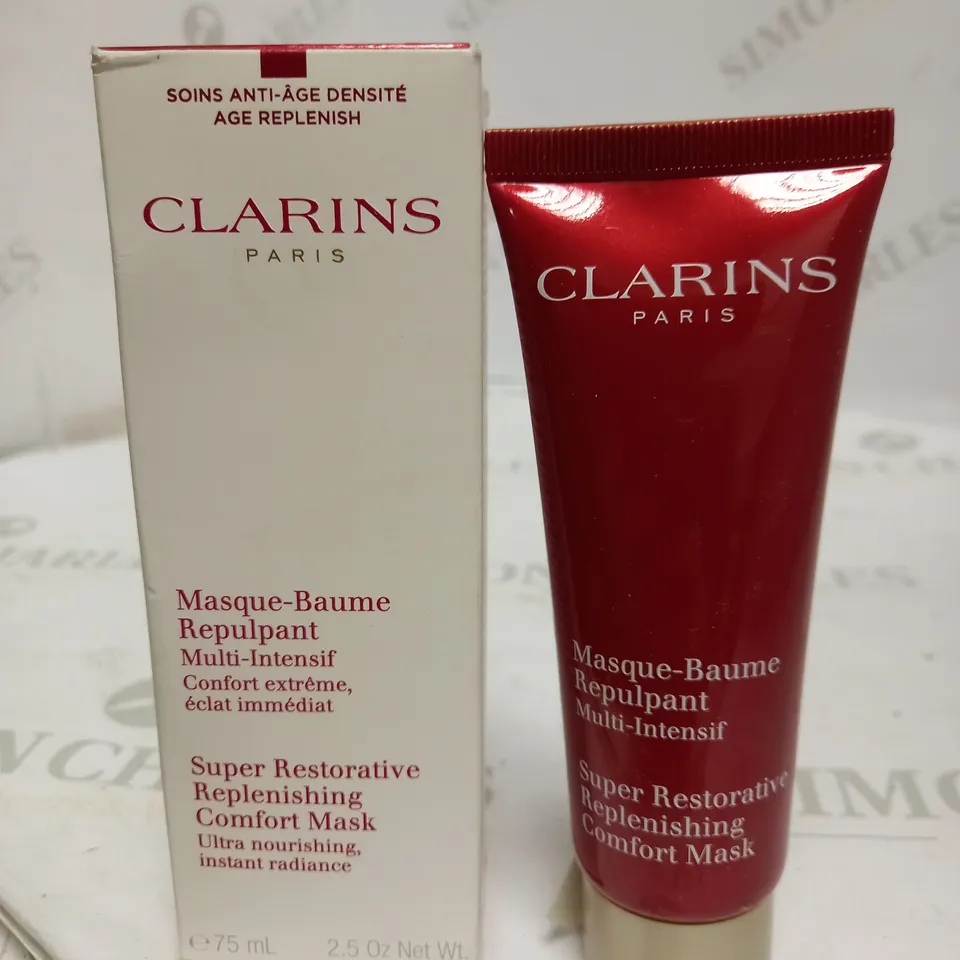 SOINS ANTI-ÂGE DENSITÉ
AGE REPLENISH
CLARINS
PARIS
Masque-Baume
Repulpant
Multi-Intensif
Confort extrême,
éclat immédiat
Super Restorative
Replenishing
Comfort Mask
Ultra nourishing,
instant radiance
℮75 mL 2.5 Oz Net Wt.
CLARINS
PARIS
Masque-Baume
Repulpant
Multi-Intensif
Super Restorative
Replenishing
Comfort Mask